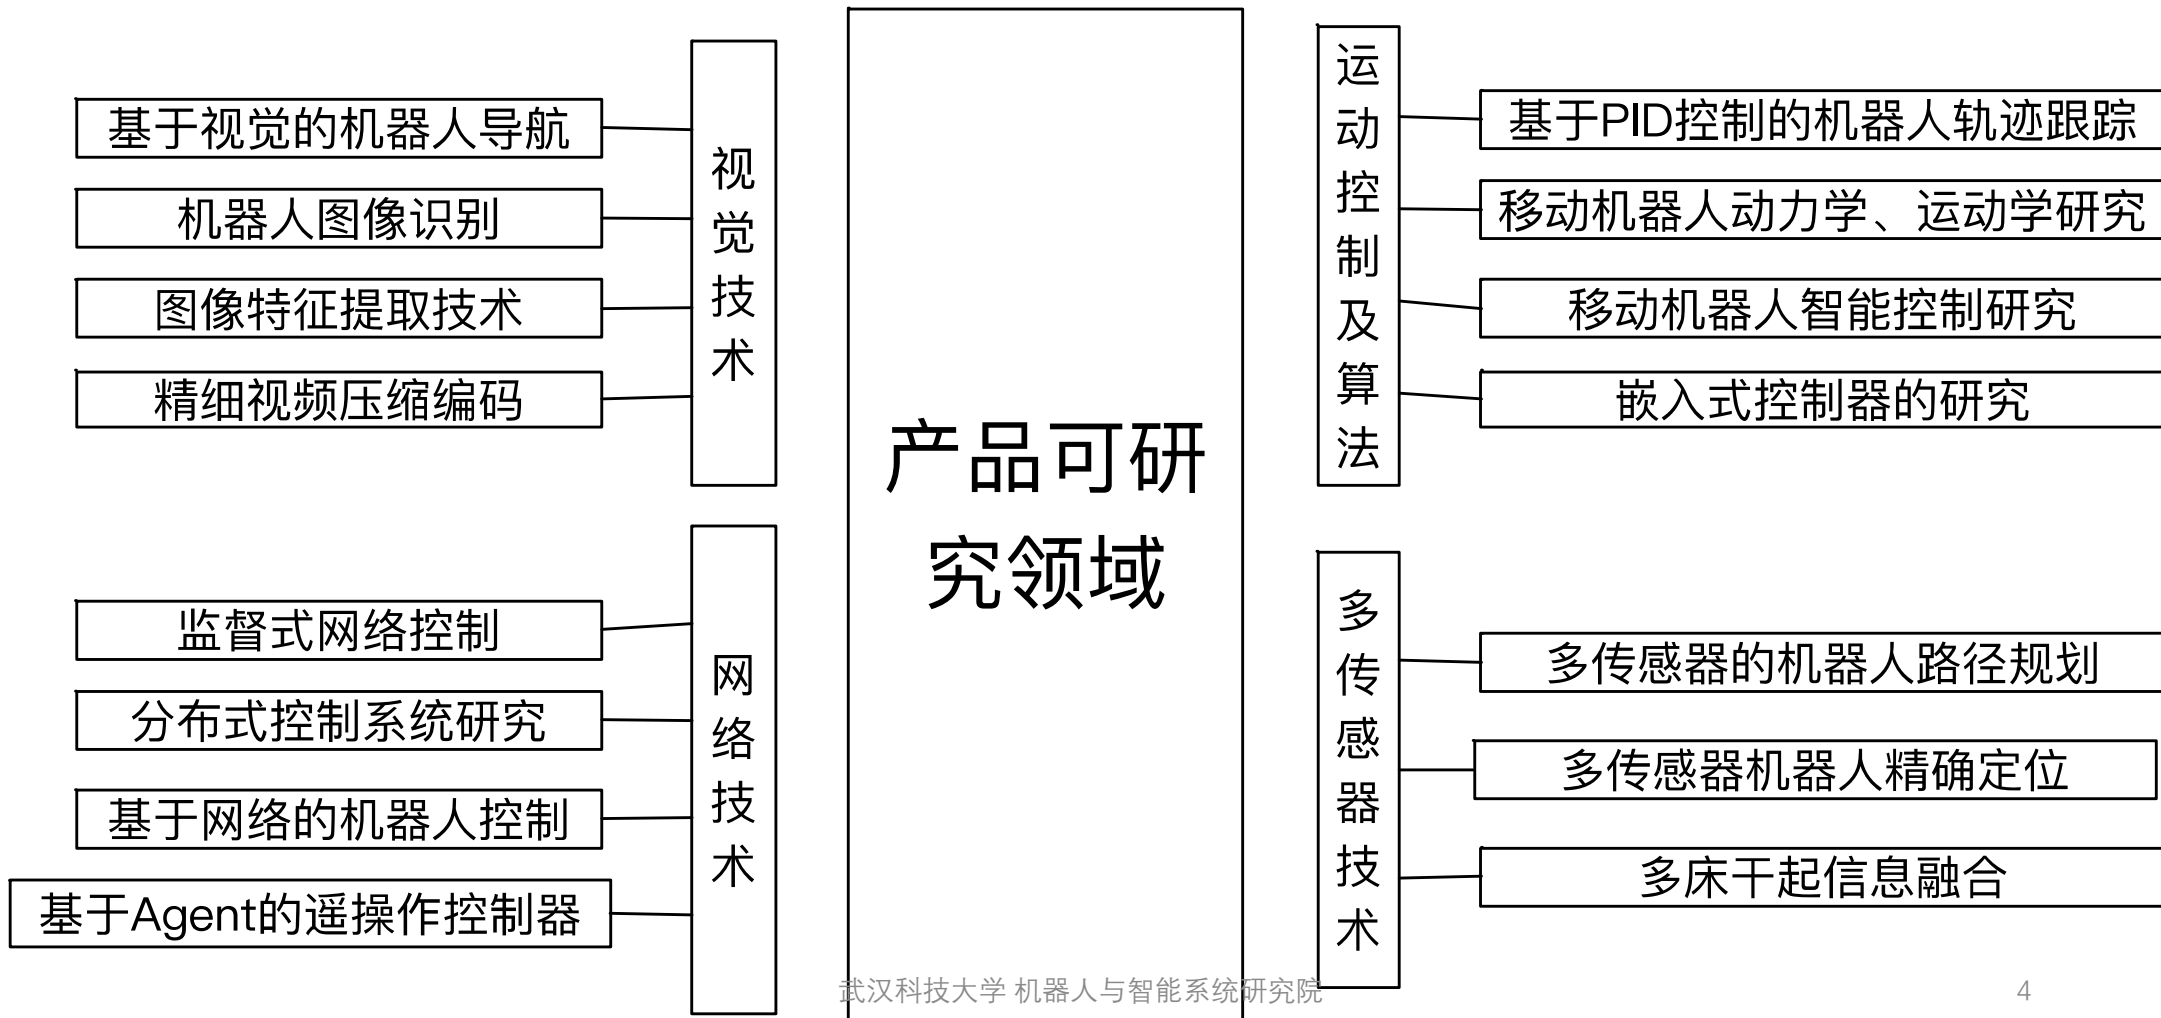 基于视觉的机器人导航
机器人图像识别
图像特征提取技术
精细视频压缩编码
视觉技术
监督式网络控制
分布式控制系统研究
基于网络的机器人控制
基于Agent的遥操作控制器
网络技术
产品可研
究领域
运动控制及算法
基于PID控制的机器人轨迹跟踪
移动机器人动力学、运动学研究
移动机器人智能控制研究
嵌入式控制器的研究
多传感器技术
多传感器的机器人路径规划
多传感器机器人精确定位
多床干起信息融合
武汉科技大学 机器人与智能系统研究院
4